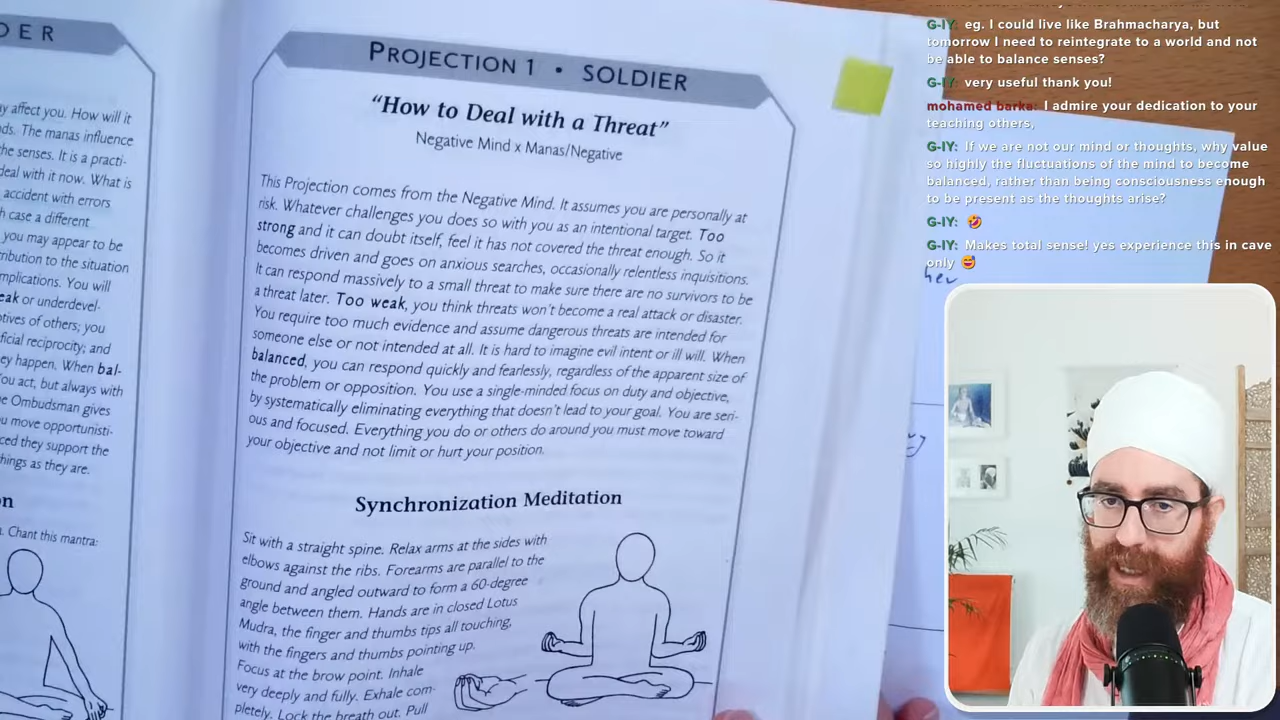 DER
y affect you. How will it
ds. The manas influence
he senses. It is a practi-
deal with it now. What is
accident with errors
h case a different
you may appear to be
ribution to the situation
mplications. You will
eak or underdevel-
otives of others; you
ficial reciprocity; and
ey happen. When bal-
ou act, but always with
e Ombudsman gives
u move opportunisti-
ced they support the
hings as they are.
n
. Chant this mantra:
PROJECTION 1 • SOLDIER
"How to Deal with a Threat"
Negative Mind x Manas/Negative
This Projection comes from the Negative Mind. It assumes you are personally at
risk. Whatever challenges you does so with you as an intentional target. Too
strong and it can doubt itself, feel it has not covered the threat enough. So it
becomes driven and goes on anxious searches, occasionally relentless inquisitions.
It can respond massively to a small threat to make sure there are no survivors to be
a threat later. Too weak, you think threats won't become a real attack or disaster.
You require too much evidence and assume dangerous threats are intended for
someone else or not intended at all. It is hard to imagine evil intent or ill will. When
balanced, you can respond quickly and fearlessly, regardless of the apparent size of
the problem or opposition. You use a single-minded focus on duty and objective,
by systematically eliminating everything that doesn't lead to your goal. You are seri-
ous and focused. Everything you do or others do around you must move toward
your objective and not limit or hurt your position.
Synchronization Meditation
Sit with a straight spine. Relax arms at the sides with
elbows against the ribs. Forearms are parallel to the
ground and angled outward to form a 60-degree
angle between them. Hands are in closed Lotus
Mudra, the finger and thumbs tips all touching,
with the fingers and thumbs pointing up.
Focus at the brow point. Inhale
very deeply and fully. Exhale com-
pletely. Lock the breath out. Pull
G-IY: eg. I could live like Brahmacharya, but
tomorrow I need to reintegrate to a world and not
be able to balance senses?
G-IY: very useful thank you!
mohamed barka: I admire your dedication to your
teaching others,
G-IY: If we are not our mind or thoughts, why value
so highly the fluctuations of the mind to become
balanced, rather than being consciousness enough
to be present as the thoughts arise?
G-IY: 🤣
G-IY: Makes total sense! yes experience this in cave
only 😅
her